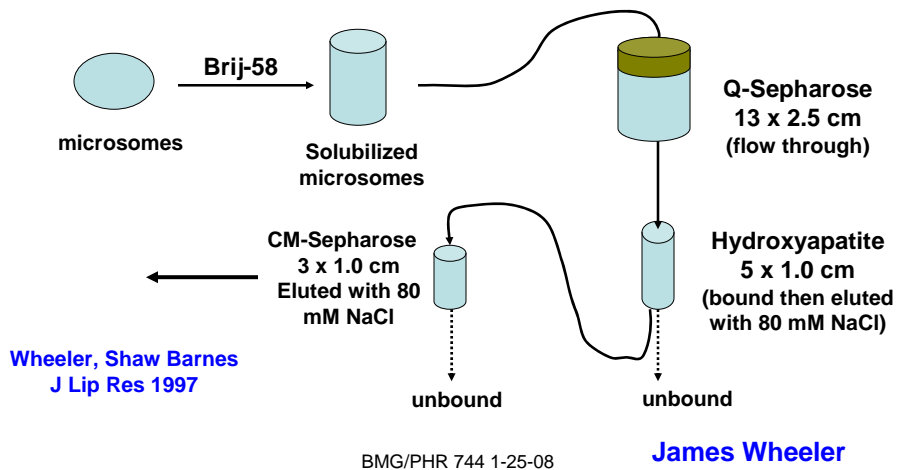 Brij-58
microsomes
Solubilized
microsomes
Q-Sepharose
13 x 2.5 cm
(flow through)
Hydroxyapatite
5 x 1.0 cm
(bound then eluted
with 80 mM NaCl)
CM-Sepharose
3 x 1.0 cm
Eluted with 80
mM NaCl
unbound
unbound
Wheeler, Shaw Barnes
J Lip Res 1997
BMG/PHR 744 1-25-08
James Wheeler